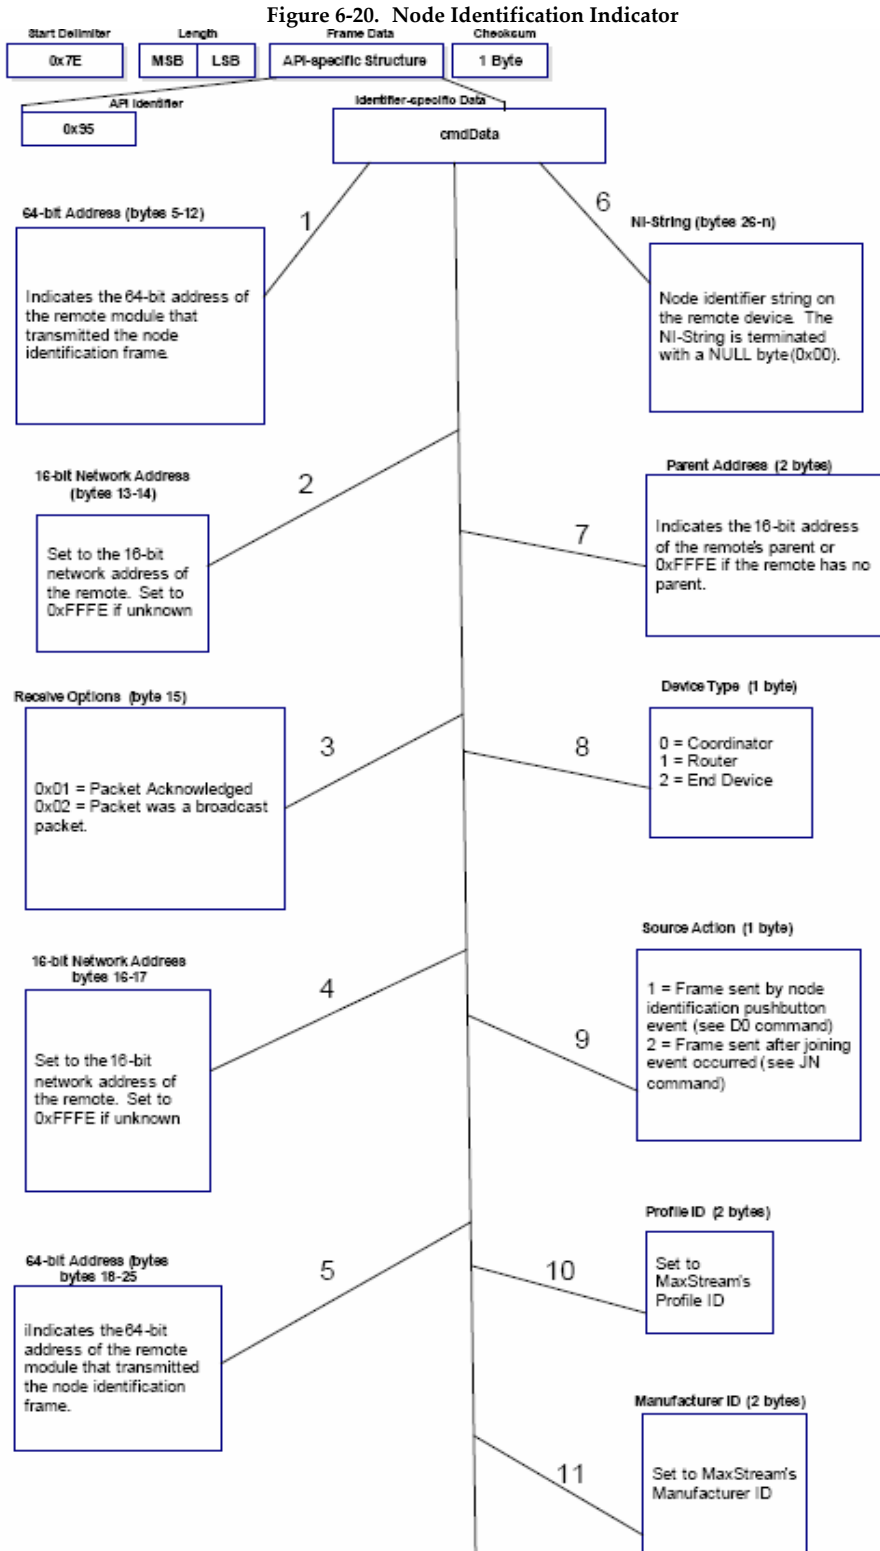 Figure 6-20. Node Identification Indicator
Start Delimiter
Length
Frame Data
Checksum
0x7E
MSB
LSB
API-specific Structure
1 Byte
API Identifier
Identifier-specific Data
0x95
cmdData
1
64-bit Address (bytes 5-12)
Indicates the 64-bit address of
the remote module that
transmitted the node
identification frame.
6
NI-String (bytes 26-n)
Node identifier string on
the remote device. The
NI-String is terminated
with a NULL byte (0x00).
2
16-bit Network Address
(bytes 13-14)
Set to the 16-bit
network address of
the remote. Set to
0xFFFE if unknown
7
Parent Address (2 bytes)
Indicates the 16-bit address
of the remote's parent or
0xFFFE if the remote has no
parent.
3
Receive Options (byte 15)
0x01 = Packet Acknowledged
0x02 = Packet was a broadcast
packet.
8
Device Type (1 byte)
0 = Coordinator
1 = Router
2 = End Device
4
16-bit Network Address
bytes 16-17
Set to the 16-bit
network address of
the remote. Set to
0xFFFE if unknown
9
Source Action (1 byte)
1 = Frame sent by node
identification pushbutton
event (see D0 command)
2 = Frame sent after joining
event occurred (see JN
command)
5
64-bit Address (bytes
bytes 18-25
iIndicates the 64-bit
address of the remote
module that transmitted
the node identification
frame.
10
Profile ID (2 bytes)
Set to
MaxStream's
Profile ID
11
Manufacturer ID (2 bytes)
Set to MaxStream's
Manufacturer ID